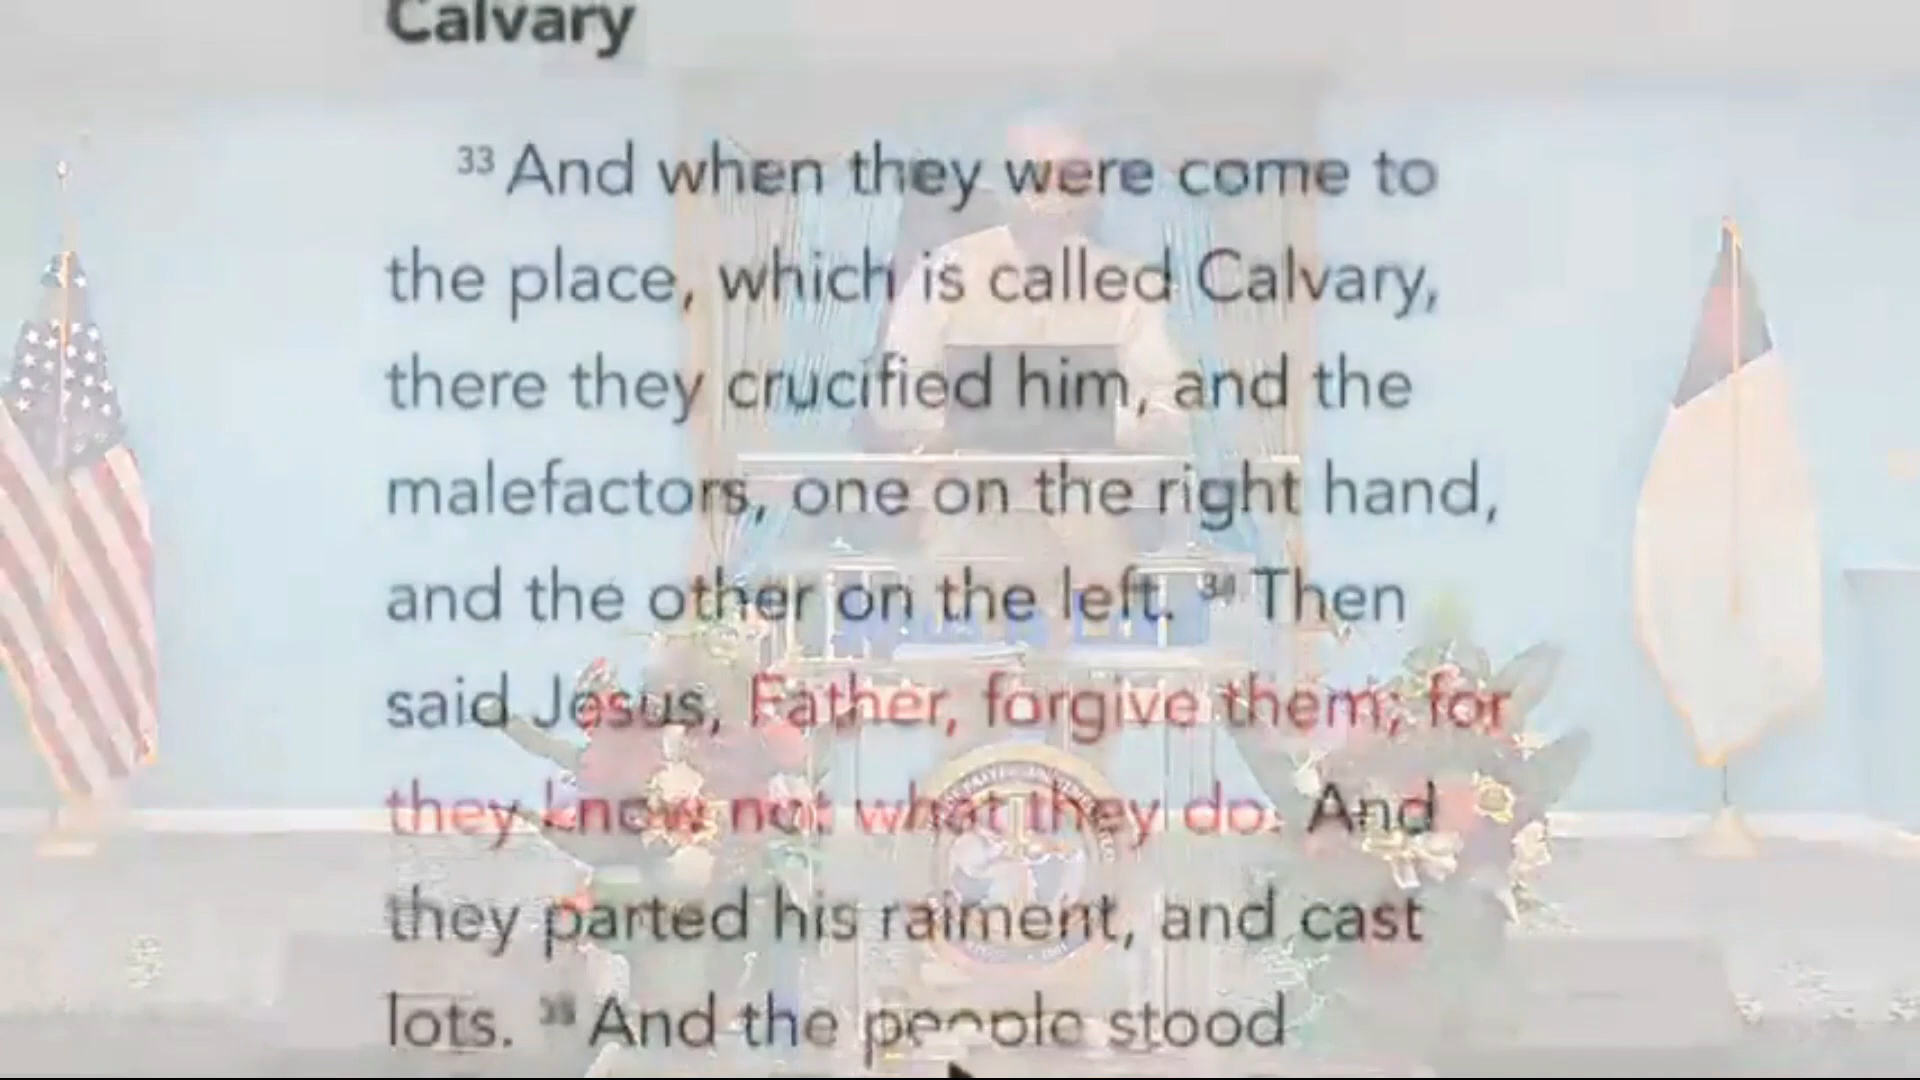 Calvary
33 And when they were come to
the place, which is called Calvary,
there they crucified him, and the
malefactors, one on the right hand,
and the other on the left. 34 Then
said Jesus, Father, forgive them; for
they know not what they do. And
they parted his raiment, and cast
lots. 35 And the people stood